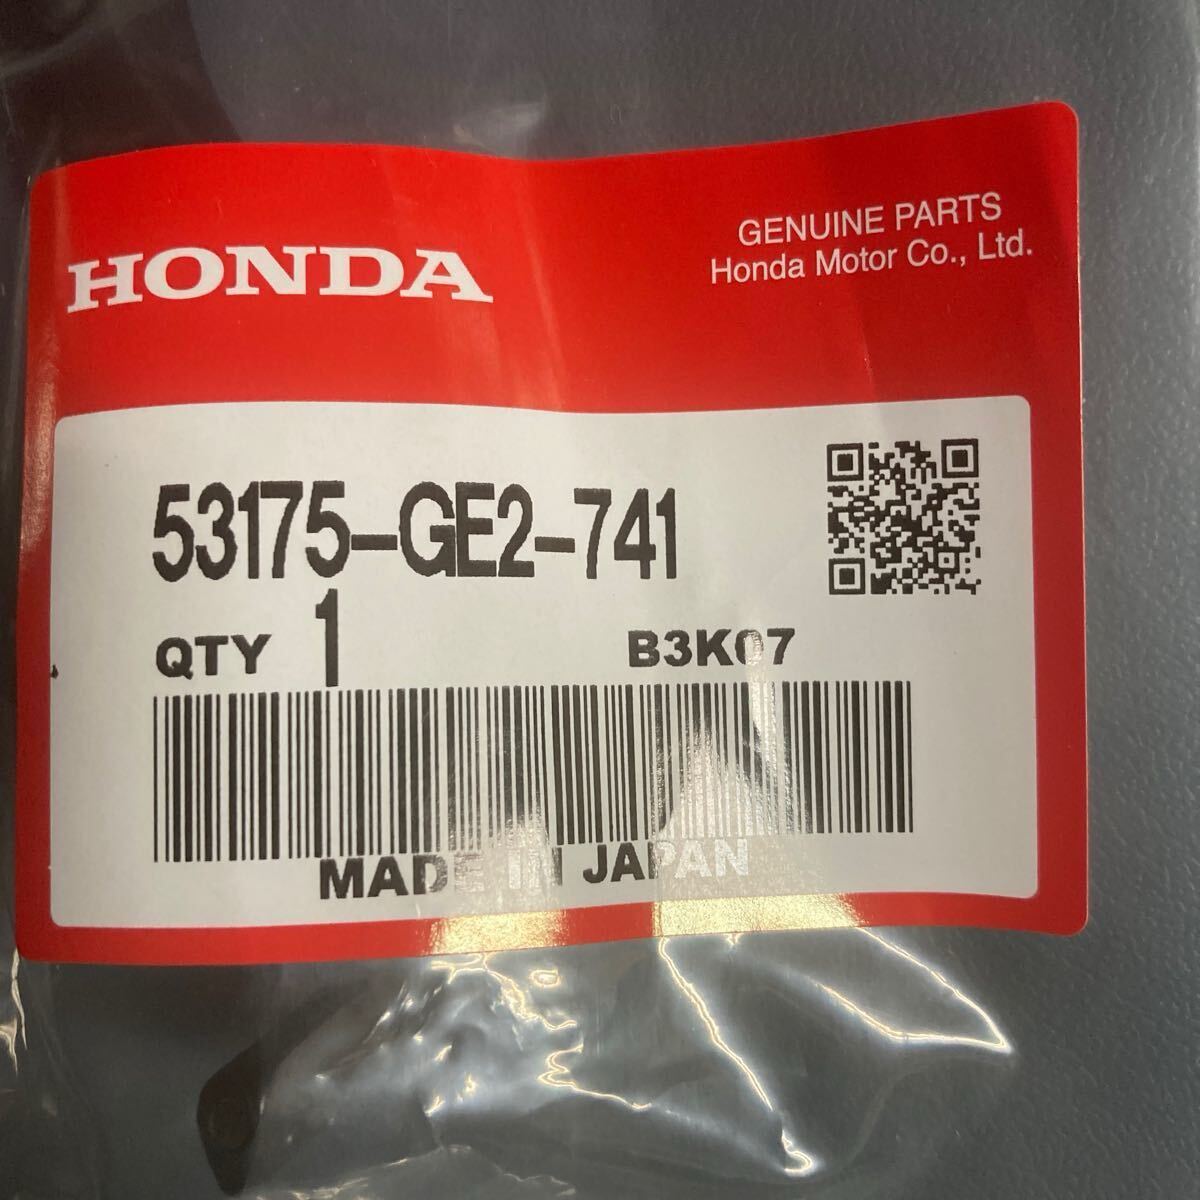 HONDA
GENUINE PARTS
Honda Motor Co., Ltd.
53175-GE2-741
QTY 1
B3K07
MADE IN JAPAN